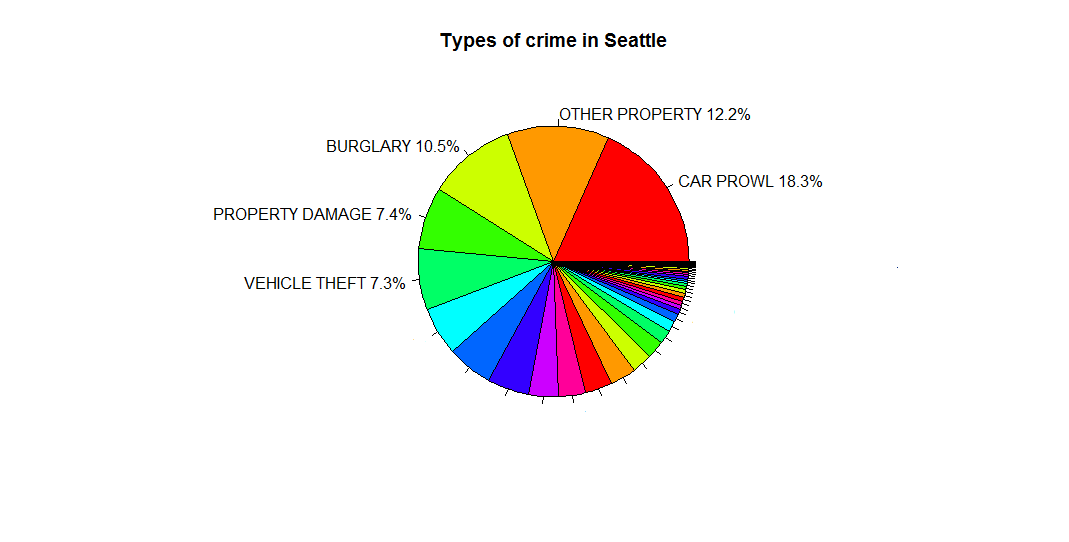 Types of crime in Seattle
OTHER PROPERTY 12.2%
BURGLARY 10.5%
CAR PROWL 18.3%
PROPERTY DAMAGE 7.4%
VEHICLE THEFT 7.3%